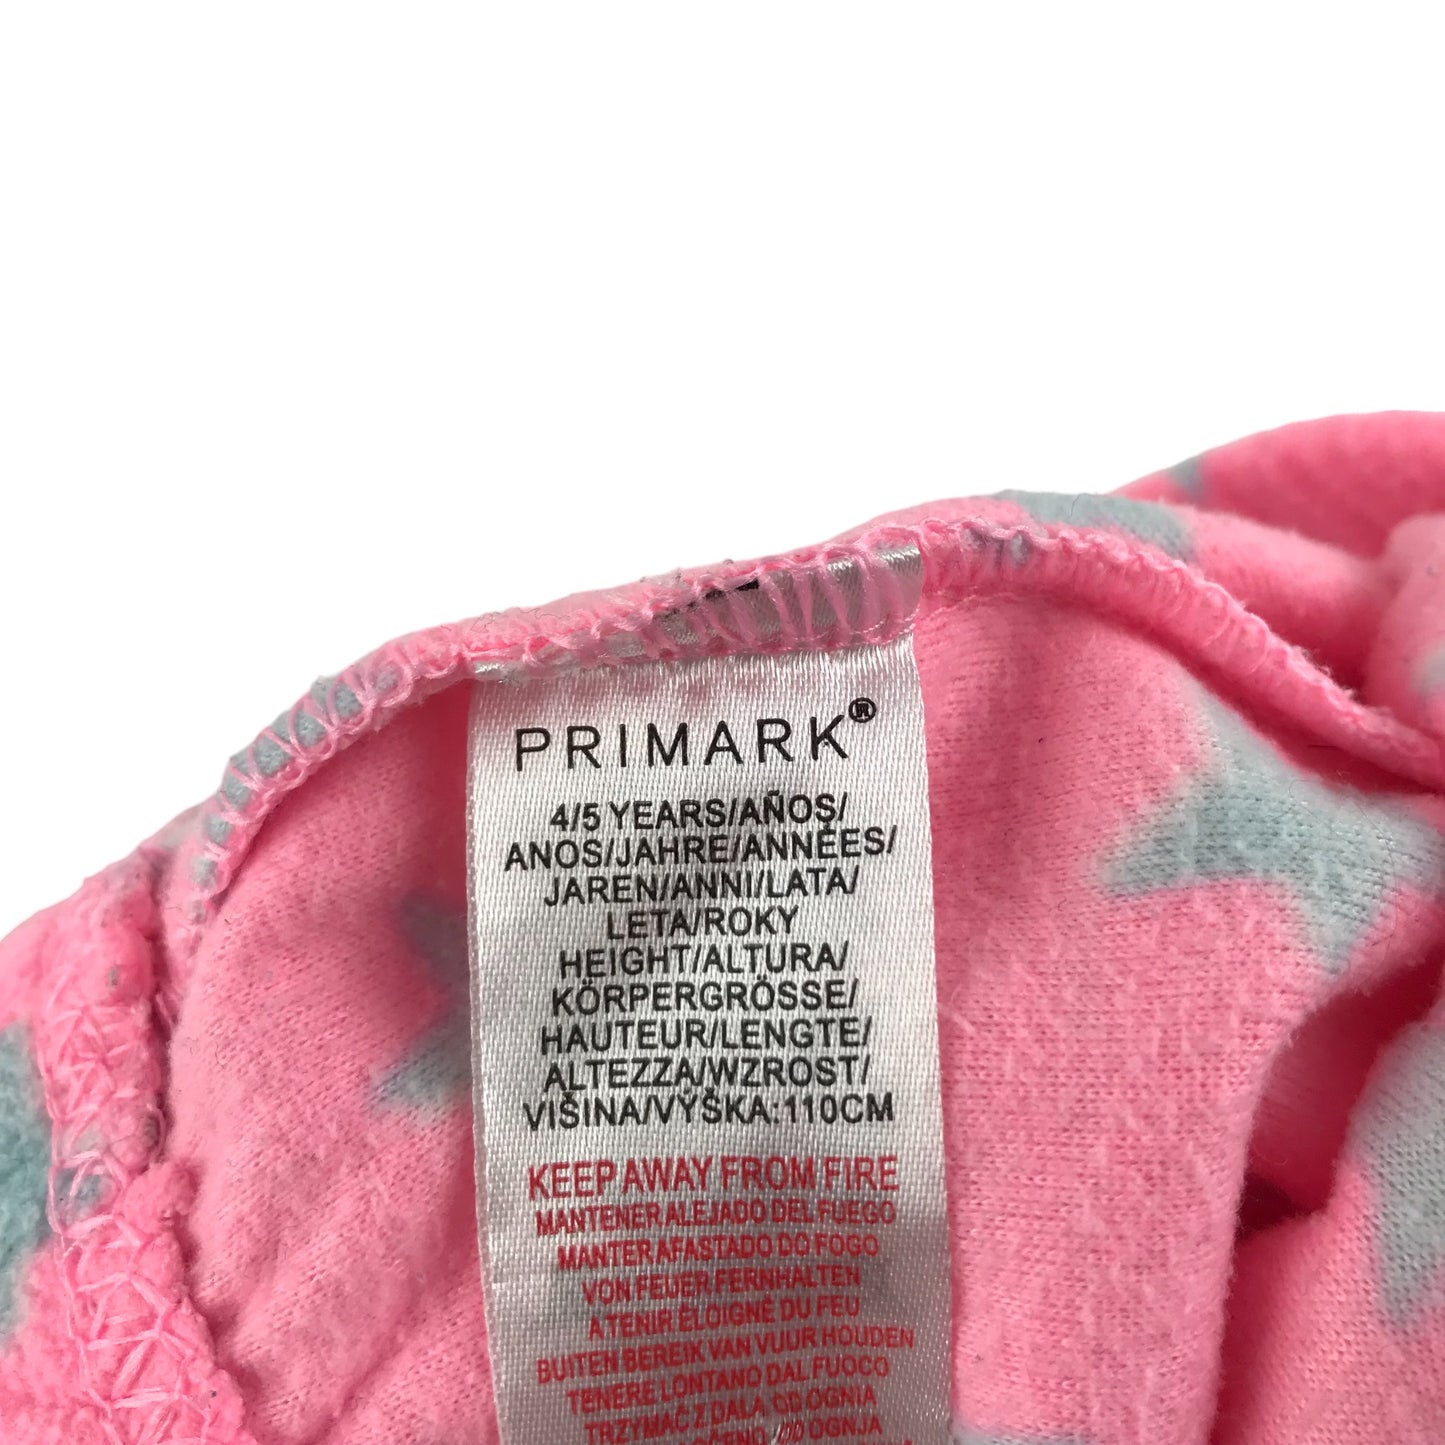 PRIMARK®
4/5 YEARS/AÑOS/
ANOS/JAHRE/ANNÉES/
JAREN/ANNI/LATA/
LETA/ROKY
HEIGHT/ALTURA/
KÖRPERGRÖSSE/
HAUTEUR/LENGTE/
ALTEZZA/WZROST/
VIŠINA/VÝŠKA:110CM
KEEP AWAY FROM FIRE
MANTENER ALEJADO DEL FUEGO
MANTER AFASTADO DO FOGO
VON FEUER FERNHALTEN
A TENIR ÉLOIGNÉ DU FEU
BUITEN BEREIK VAN VUUR HOUDEN
TENERE LONTANO DAL FUOCO
TRZYMAĆ Z DALA OD OGNIA
OD OGNJA